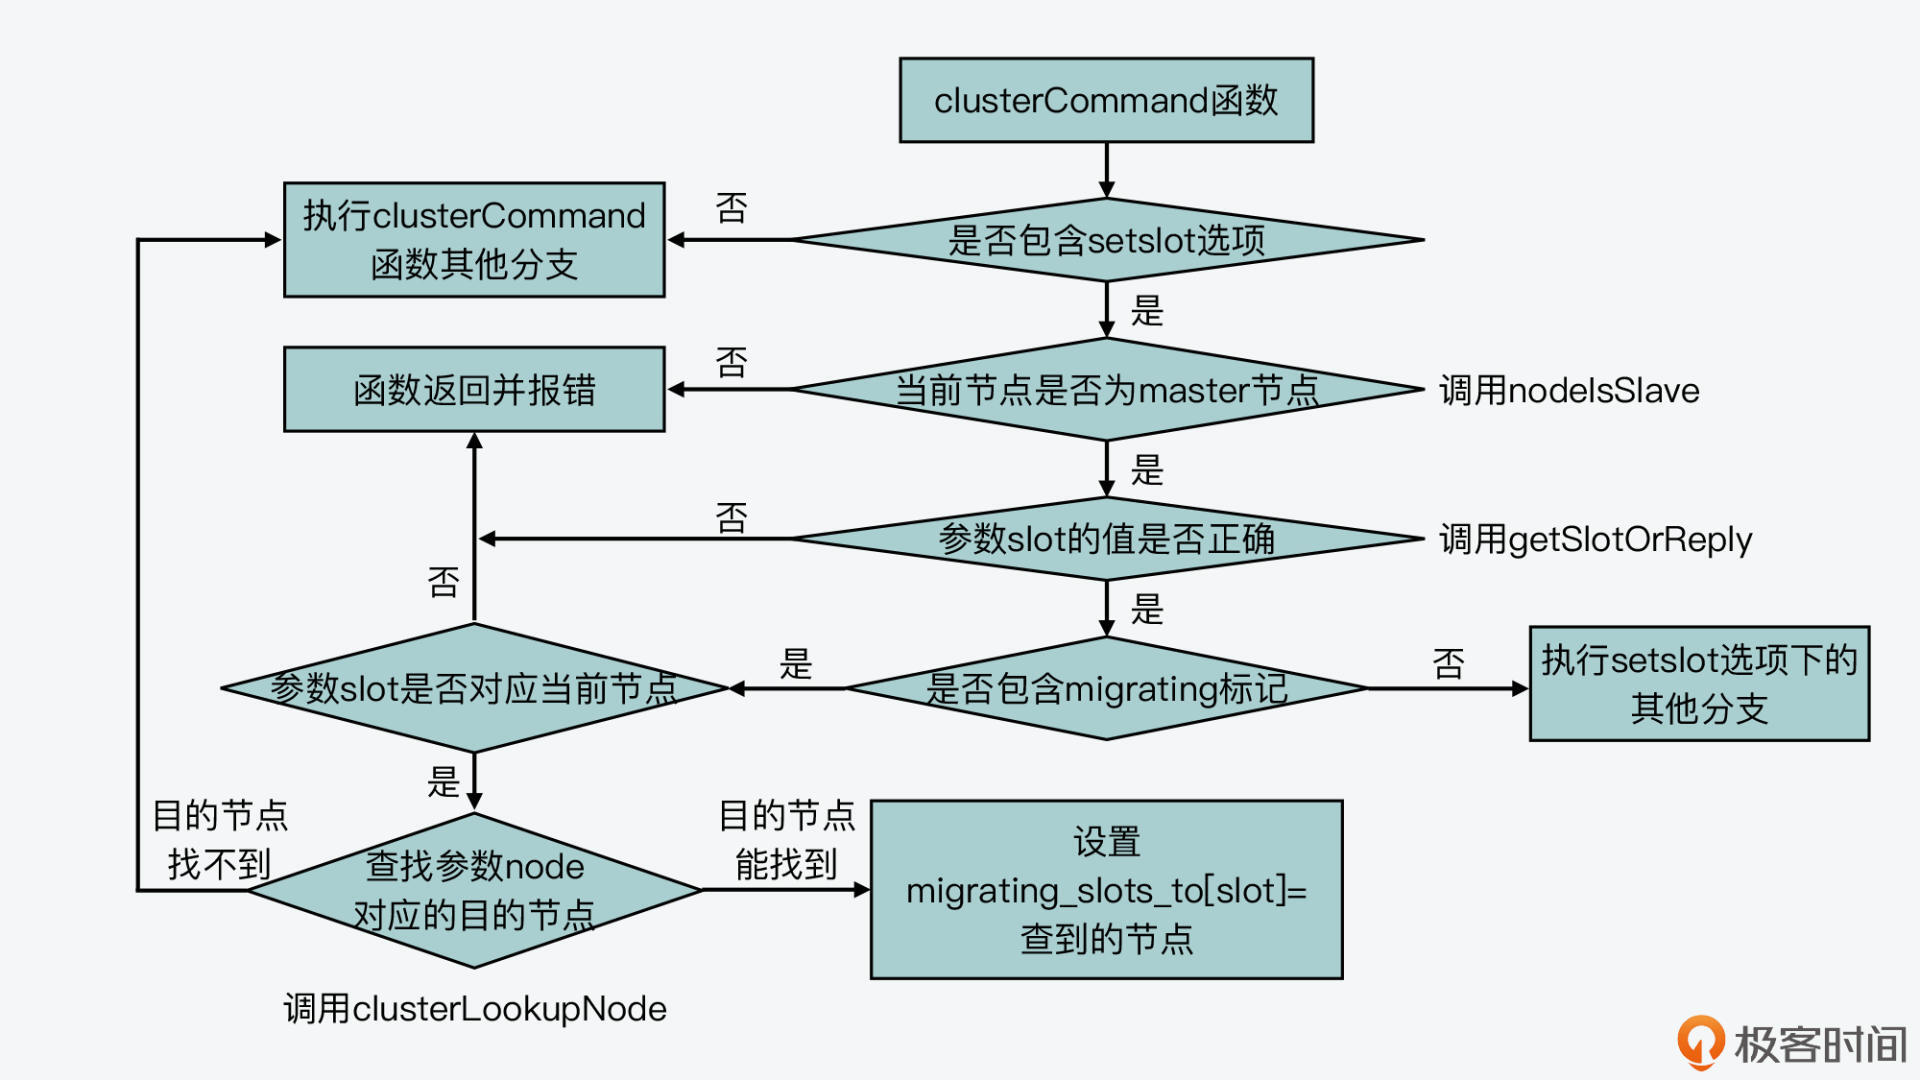 clusterCommand函数
否
执行clusterCommand
函数其他分支
是否包含setslot选项
是
否
函数返回并报错
当前节点是否为master节点
调用nodeIsSlave
是
否
参数slot的值是否正确
调用getSlotOrReply
否
是
是
否
参数slot是否对应当前节点
是否包含migrating标记
执行setslot选项下的
其他分支
是
目的节点
找不到
目的节点
能找到
查找参数node
对应的目的节点
设置
migrating_slots_to[slot]=
查到的节点
调用clusterLookupNode
极客时间